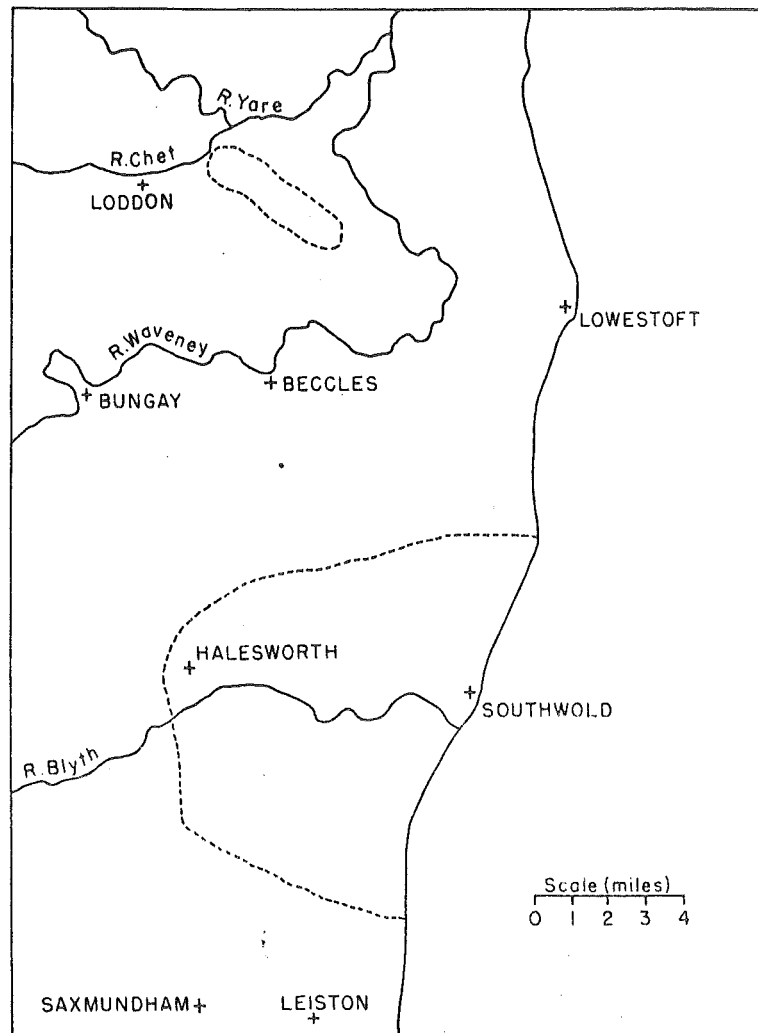 R. Yare
R. Chet
LODDON
LOWESTOFT
R. Waveney
BECCLES
BUNGAY
HALESWORTH
SOUTHWOLD
R. Blyth
Scale (miles)
0 1 2 3 4
SAXMUNDHAM
LEISTON